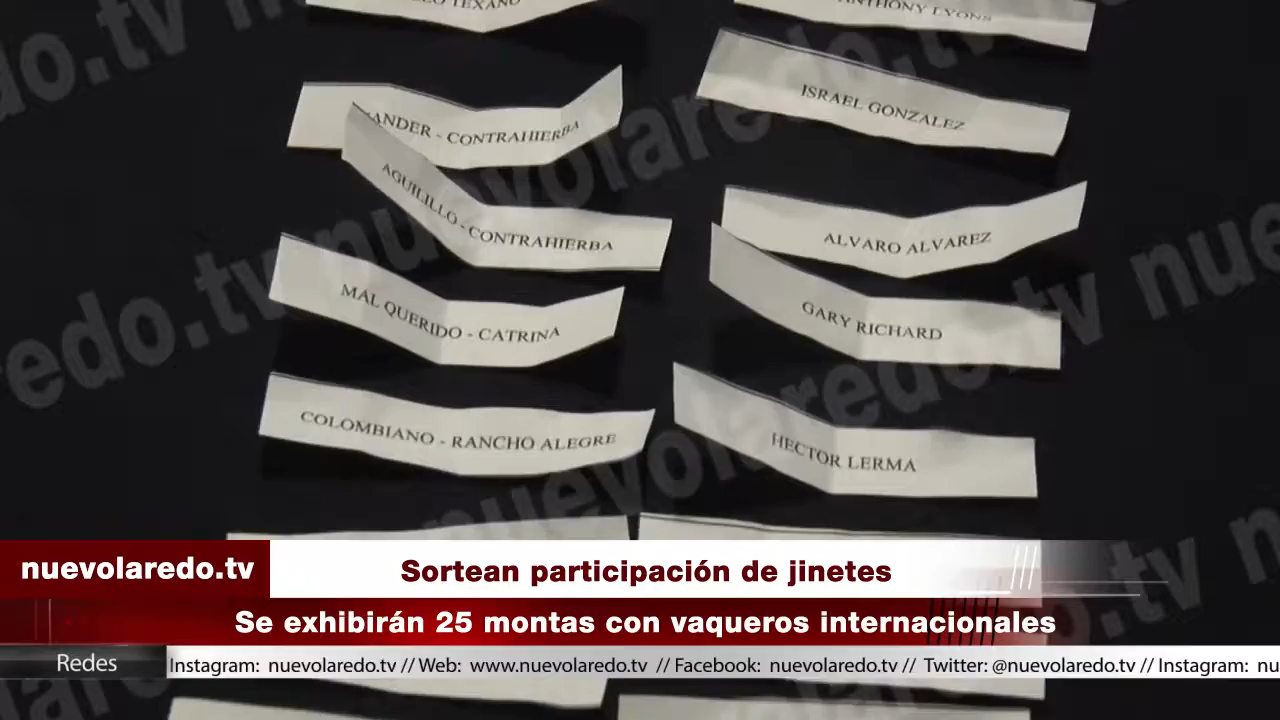 TEXANO
ANTHONY LYONS
ISRAEL GONZALEZ
ANDER - CONTRAHIERBA
AGUILILLO - CONTRAHIERBA
ALVARO ALVAREZ
MAL QUERIDO - CATRINA
GARY RICHARD
COLOMBIANO - RANCHO ALEGRE
HECTOR LERMA
nuevolaredo.tv
Sortean participación de jinetes
Se exhibirán 25 montas con vaqueros internacionales
Redes
Instagram: nuevolaredo.tv // Web: www.nuevolaredo.tv // Facebook: nuevolaredo.tv // Twitter: @nuevolaredo.tv // Instagram: nu